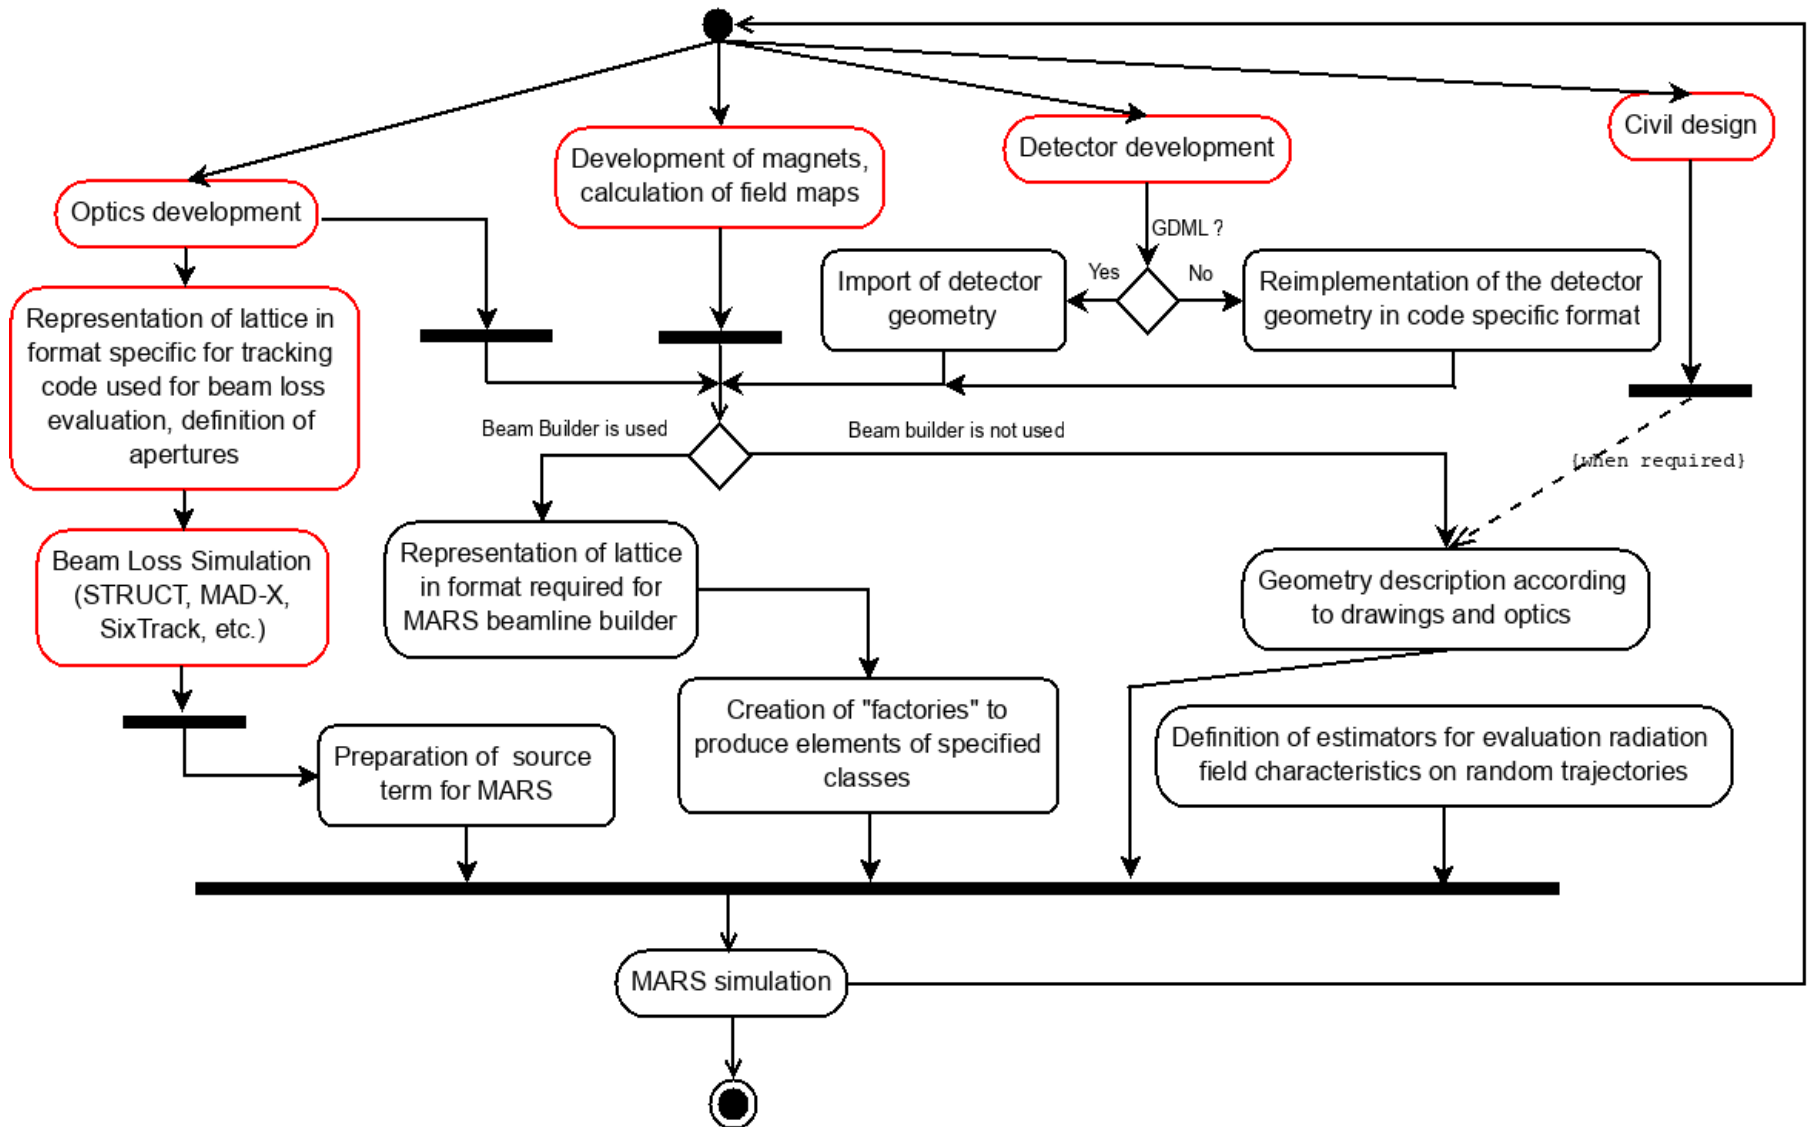 Civil design
Development of magnets,
calculation of field maps
Detector development
Optics development
GDML ?
Yes
No
Import of detector
geometry
Reimplementation of the detector
geometry in code specific format
Representation of lattice in
format specific for tracking
code used for beam loss
evaluation, definition of
apertures
Beam Builder is used
Beam builder is not used
{when required}
Beam Loss Simulation
(STRUCT, MAD-X,
SixTrack, etc.)
Representation of lattice
in format required for
MARS beamline builder
Geometry description according
to drawings and optics
Creation of "factories" to
produce elements of specified
classes
Definition of estimators for evaluation radiation
field characteristics on random trajectories
Preparation of source
term for MARS
MARS simulation